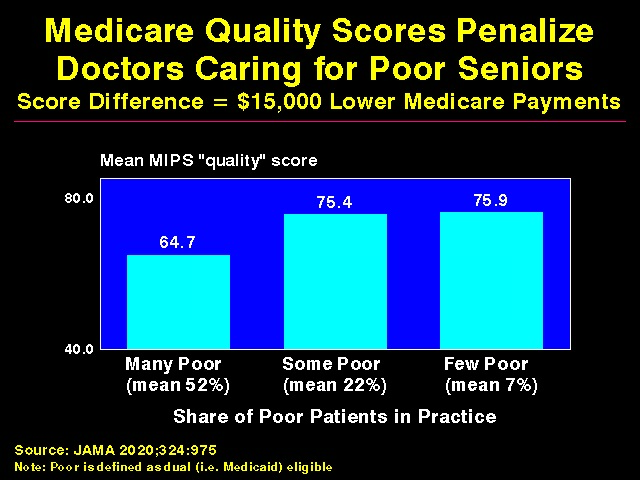 Medicare Quality Scores Penalize
Doctors Caring for Poor Seniors
Score Difference = $15,000 Lower Medicare Payments
Mean MIPS "quality" score
80.0
64.7
75.4
75.9
40.0
Many Poor
(mean 52%)
Some Poor
(mean 22%)
Few Poor
(mean 7%)
Share of Poor Patients in Practice
Source: JAMA 2020;324:975
Note: Poor is defined as dual (i.e. Medicaid) eligible